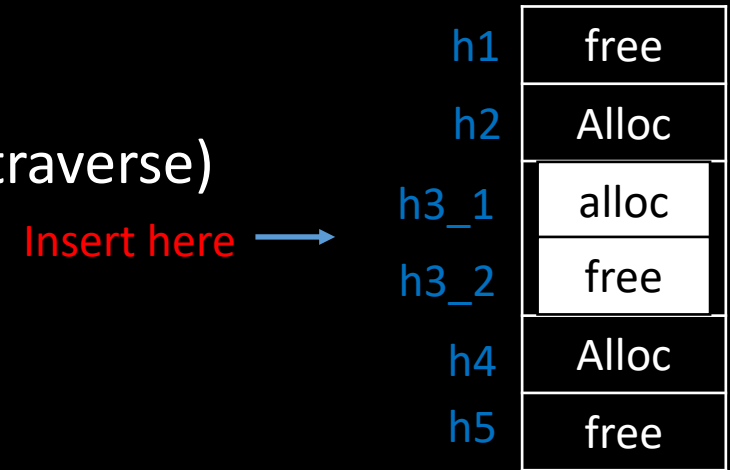 h1 free
h2 Alloc
traverse)
h3_1 alloc
Insert here
h3_2 free
h4 Alloc
h5 free